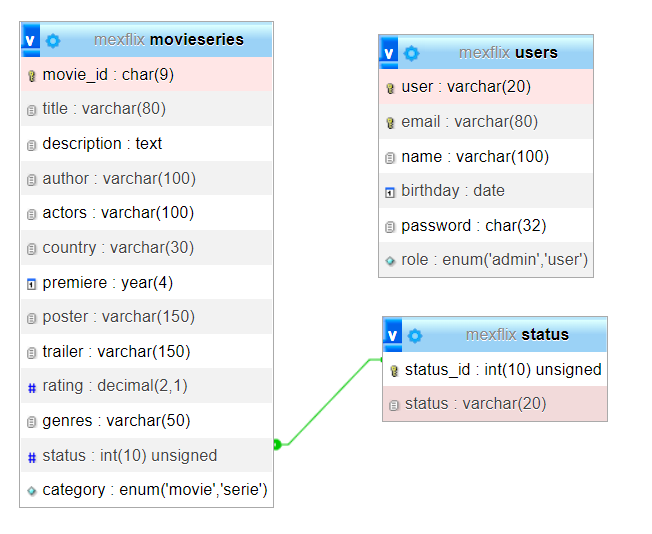 v mexflix movieseries
movie_id : char(9)
title : varchar(80)
description : text
author : varchar(100)
actors : varchar(100)
country : varchar(30)
premiere : year(4)
poster : varchar(150)
trailer : varchar(150)
# rating : decimal(2,1)
genres : varchar(50)
# status : int(10) unsigned
category : enum('movie','serie')
v mexflix users
user : varchar(20)
email : varchar(80)
name : varchar(100)
birthday : date
password : char(32)
role : enum('admin','user')
v mexflix status
status_id : int(10) unsigned
status : varchar(20)